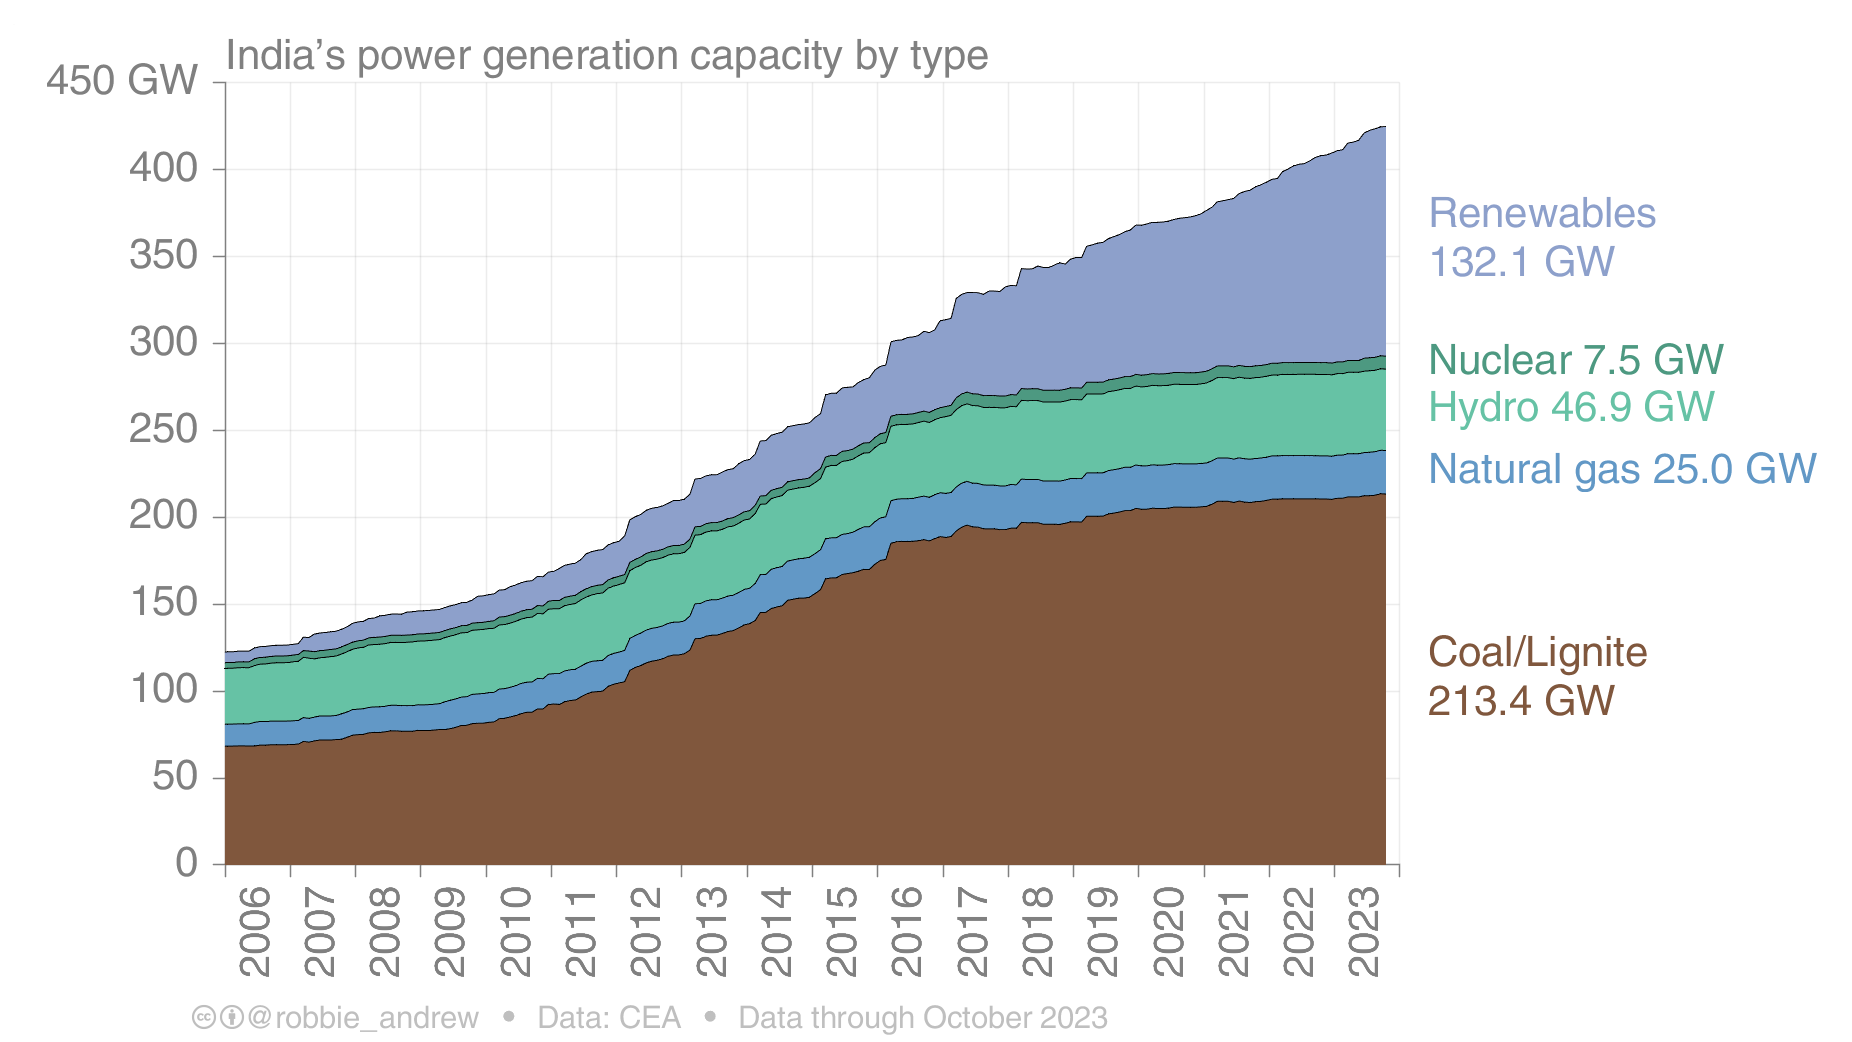 India’s power generation capacity by type
450 GW
400
350
300
250
200
150
100
50
0
Renewables
132.1 GW
Nuclear 7.5 GW
Hydro 46.9 GW
Natural gas 25.0 GW
Coal/Lignite
213.4 GW
2006 2007 2008 2009 2010 2011 2012 2013 2014 2015 2016 2017 2018 2019 2020 2021 2022 2023
cc @robbie_andrew • Data: CEA • Data through October 2023